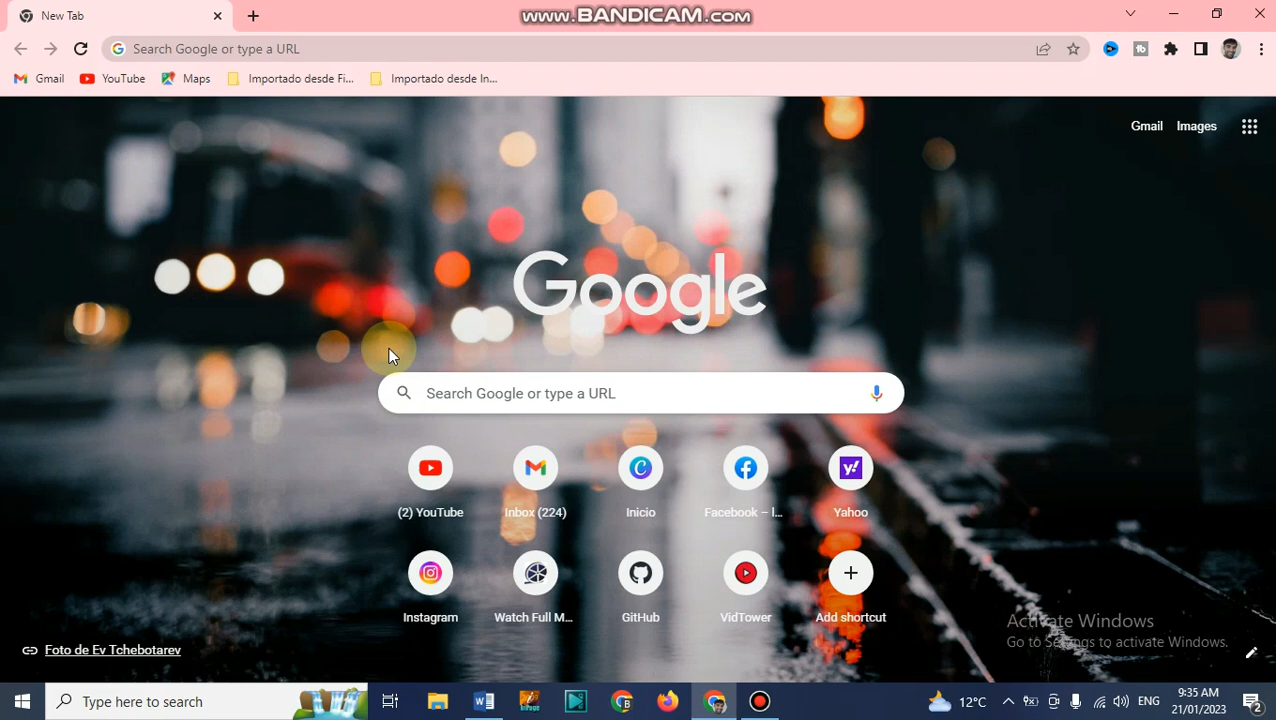 New Tab
www.BANDICAM.com
Search Google or type a URL
Gmail
YouTube
Maps
Importado desde Fi...
Importado desde In...
Gmail
Images
Google
Search Google or type a URL
(2) YouTube
Inbox (224)
Inicio
Facebook – l...
Yahoo
Instagram
Watch Full M...
GitHub
VidTower
Add shortcut
Activate Windows
Go to Settings to activate Windows.
Foto de Ev Tchebotarev
Type here to search
12°C
ENG
9:35 AM
21/01/2023
2